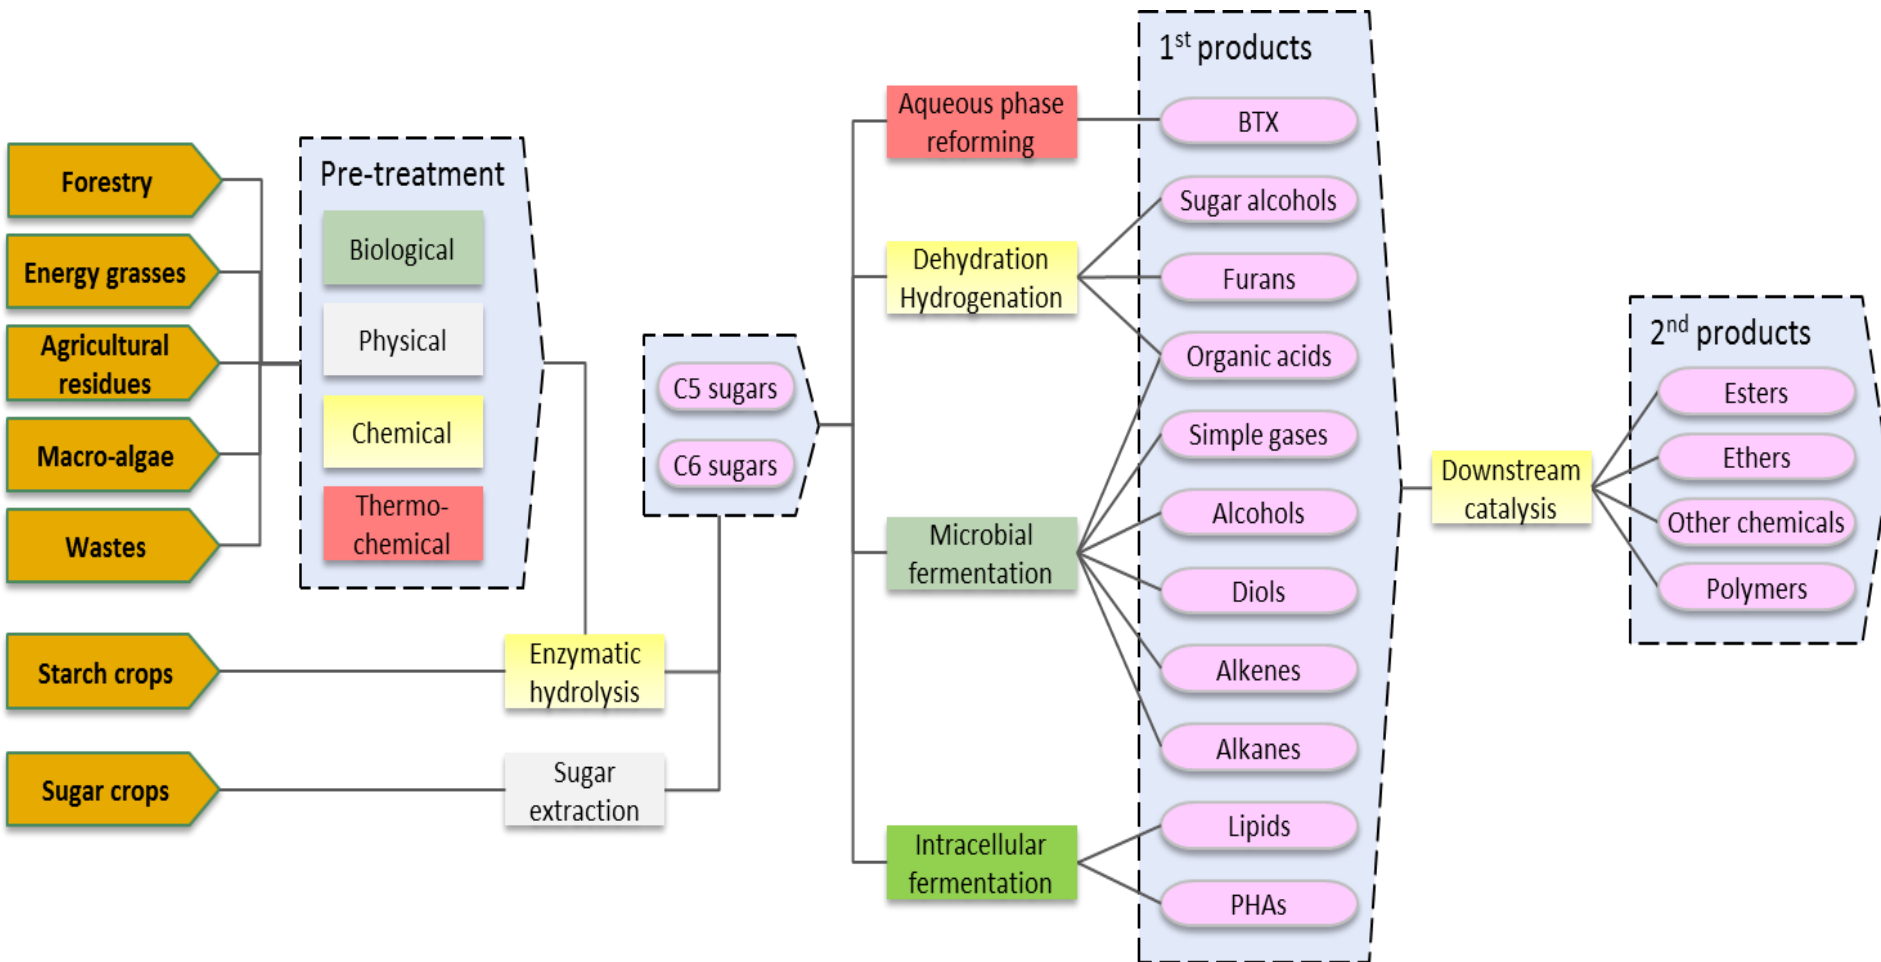 Forestry
Energy grasses
Agricultural
residues
Macro-algae
Wastes
Starch crops
Sugar crops
Pre-treatment
Biological
Physical
Chemical
Thermo-
chemical
Enzymatic
hydrolysis
Sugar
extraction
C5 sugars
C6 sugars
Aqueous phase
reforming
Dehydration
Hydrogenation
Microbial
fermentation
Intracellular
fermentation
1st products
BTX
Sugar alcohols
Furans
Organic acids
Simple gases
Alcohols
Diols
Alkenes
Alkanes
Lipids
PHAs
Downstream
catalysis
2nd products
Esters
Ethers
Other chemicals
Polymers